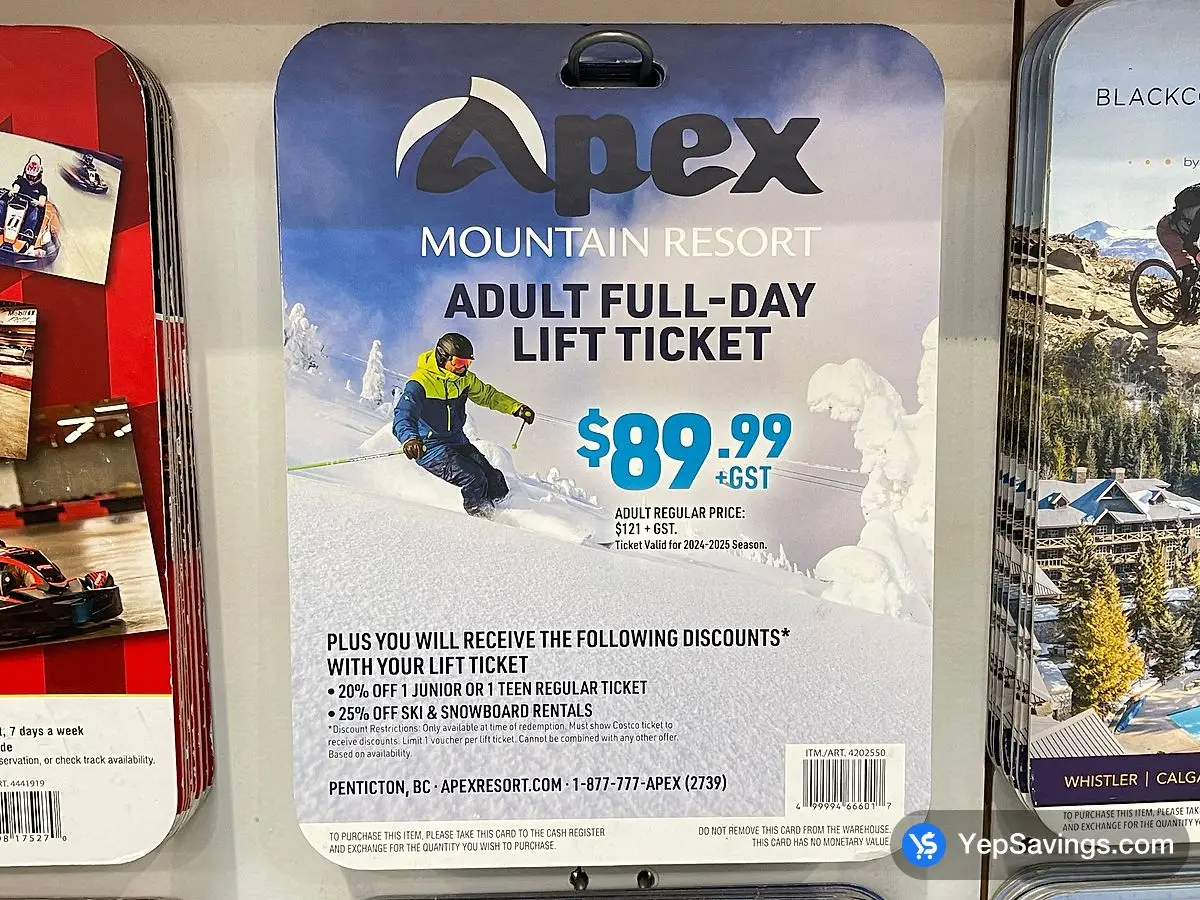 Apex
MOUNTAIN RESORT
ADULT FULL-DAY
LIFT TICKET
$89.99
+GST
ADULT REGULAR PRICE:
$121 + GST.
Ticket Valid for 2024-2025 Season.
PLUS YOU WILL RECEIVE THE FOLLOWING DISCOUNTS*
WITH YOUR LIFT TICKET
• 20% OFF 1 JUNIOR OR 1 TEEN REGULAR TICKET
• 25% OFF SKI & SNOWBOARD RENTALS
*Discount Restrictions: Only available at time of redemption. Must show Costco ticket to
receive discounts. Limit 1 voucher per lift ticket. Cannot be combined with any other offer.
Based on availability.
PENTICTON, BC · APEXRESORT.COM · 1-877-777-APEX (2739)
ITM./ART. 4202550
4 99994 66601 7
TO PURCHASE THIS ITEM, PLEASE TAKE THIS CARD TO THE CASH REGISTER
AND EXCHANGE FOR THE QUANTITY YOU WISH TO PURCHASE.
DO NOT REMOVE THIS CARD FROM THE WAREHOUSE.
THIS CARD HAS NO MONETARY VALUE.
7 days a week
servation, or check track availability.
RT. 4441919
17527 0
BLACKC
by
WHISTLER | CALGA
TO PURCHASE THIS ITEM, PLEASE TAKE
AND EXCHANGE FOR THE QUANTITY
YepSavings.com